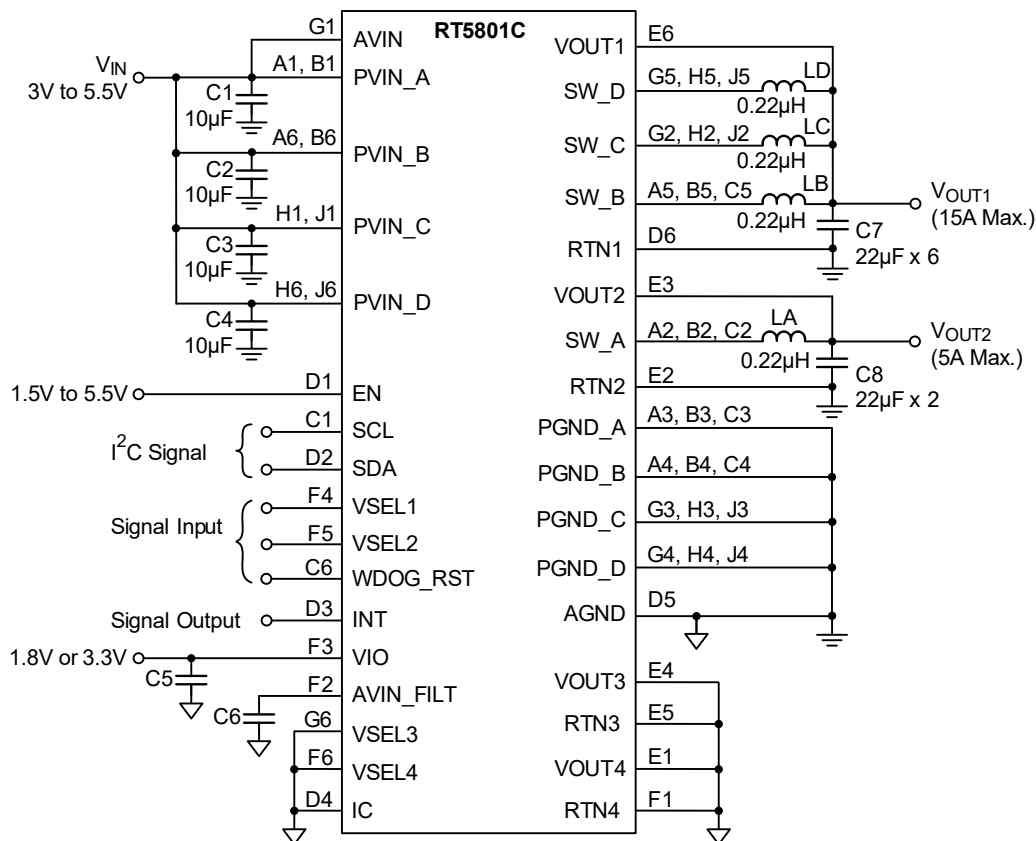 RT5801C
V_IN
3V to 5.5V
G1 AVIN
A1, B1 PVIN_A
C1
10µF
A6, B6 PVIN_B
C2
10µF
H1, J1 PVIN_C
C3
10µF
H6, J6 PVIN_D
C4
10µF
1.5V to 5.5V D1 EN
I²C Signal
C1 SCL
D2 SDA
Signal Input
F4 VSEL1
F5 VSEL2
C6 WDOG_RST
Signal Output D3 INT
1.8V or 3.3V F3 VIO
C5
F2 AVIN_FILT
C6
G6 VSEL3
F6 VSEL4
D4 IC
VOUT1 E6
SW_D G5, H5, J5 LD
0.22µH
SW_C G2, H2, J2 LC
0.22µH
SW_B A5, B5, C5 LB
0.22µH
V_OUT1
(15A Max.)
C7
22µF x 6
RTN1 D6
VOUT2 E3
SW_A A2, B2, C2 LA
0.22µH
V_OUT2
(5A Max.)
C8
22µF x 2
RTN2 E2
PGND_A A3, B3, C3
PGND_B A4, B4, C4
PGND_C G3, H3, J3
PGND_D G4, H4, J4
AGND D5
VOUT3 E4
RTN3 E5
VOUT4 E1
RTN4 F1